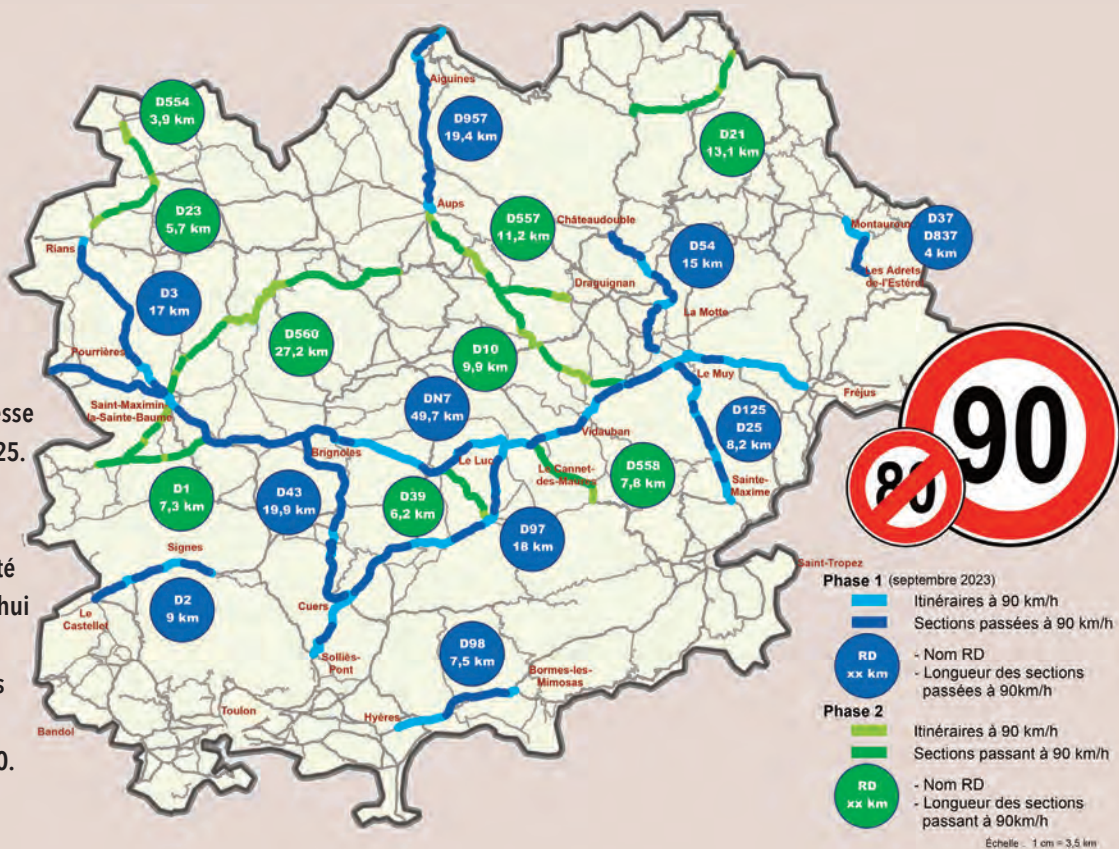 esse
25.
té
hui
s
0.
Aiguines
D554
3,9 km
D957
19,4 km
D21
13,1 km
Aups
D23
5,7 km
D557
11,2 km
Châteaudouble
D54
15 km
Montauroux
D37
D837
4 km
Rians
Les Adrets
de-l'Estérel
D3
17 km
Draguignan
La Motte
D560
27,2 km
D10
9,9 km
Pourrières
Le Muy
Fréjus
Saint-Maximin
la-Sainte-Baume
DN7
49,7 km
D125
D25
8,2 km
Vidauban
Brignoles
Le Luc
Le Cannet-
des-Maures
D558
7,8 km
Sainte-
Maxime
D1
7,3 km
D43
19,9 km
D39
6,2 km
D97
18 km
Signes
Saint-Tropez
Le
Castellet
D2
9 km
Cuers
D98
7,5 km
Solliès-
Pont
Bormes-les-
Mimosas
Toulon
Hyères
Bandol
90
80
Phase 1 (septembre 2023)
Itinéraires à 90 km/h
Sections passées à 90 km/h
RD
xx km
- Nom RD
- Longueur des sections
passées à 90km/h
Phase 2
Itinéraires à 90 km/h
Sections passant à 90 km/h
RD
xx km
- Nom RD
- Longueur des sections
passant à 90km/h
Échelle : 1 cm = 3,5 km